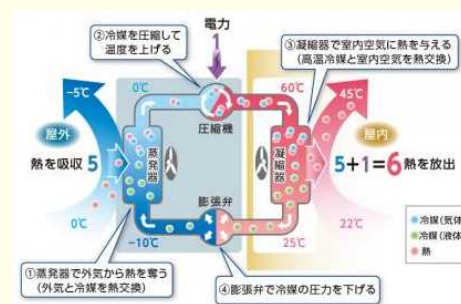 電力
1
②冷媒を圧縮して
温度を上げる
③凝縮器で室内空気に熱を与える
(高温冷媒と室内空気を熱交換)
-5℃
0℃
60℃
45℃
圧縮機
屋外
屋内
熱を吸収 5
蒸発器
凝縮器
5+1=6 熱を放出
0℃
-10℃
膨張弁
25℃
22℃
冷媒(気体
冷媒(液体
熱
①蒸発器で外気から熱を奪う
(外気と冷媒を熱交換)
④膨張弁で冷媒の圧力を下げる